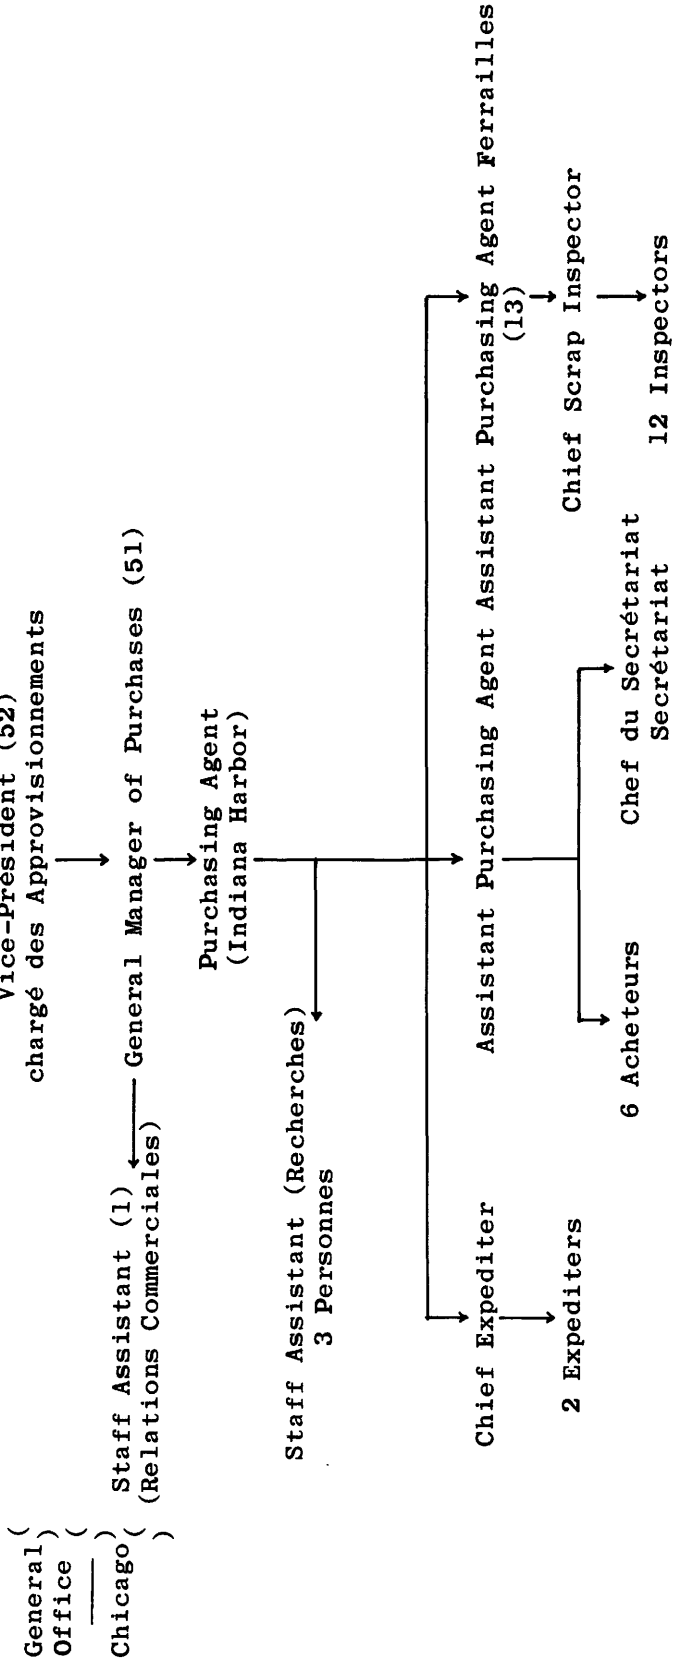 Vice-Président (52)
chargé des Approvisionnements
General
Office
Chicago
Staff Assistant (1)
(Relations Commerciales)
General Manager of Purchases (51)
Purchasing Agent
(Indiana Harbor)
Staff Assistant (Recherches)
3 Personnes
Chief Expediter
Assistant Purchasing Agent
Assistant Purchasing Agent Ferrailles
(13)
2 Expediters
Chief Scrap Inspector
6 Acheteurs
Chef du Secrétariat
Secrétariat
12 Inspectors